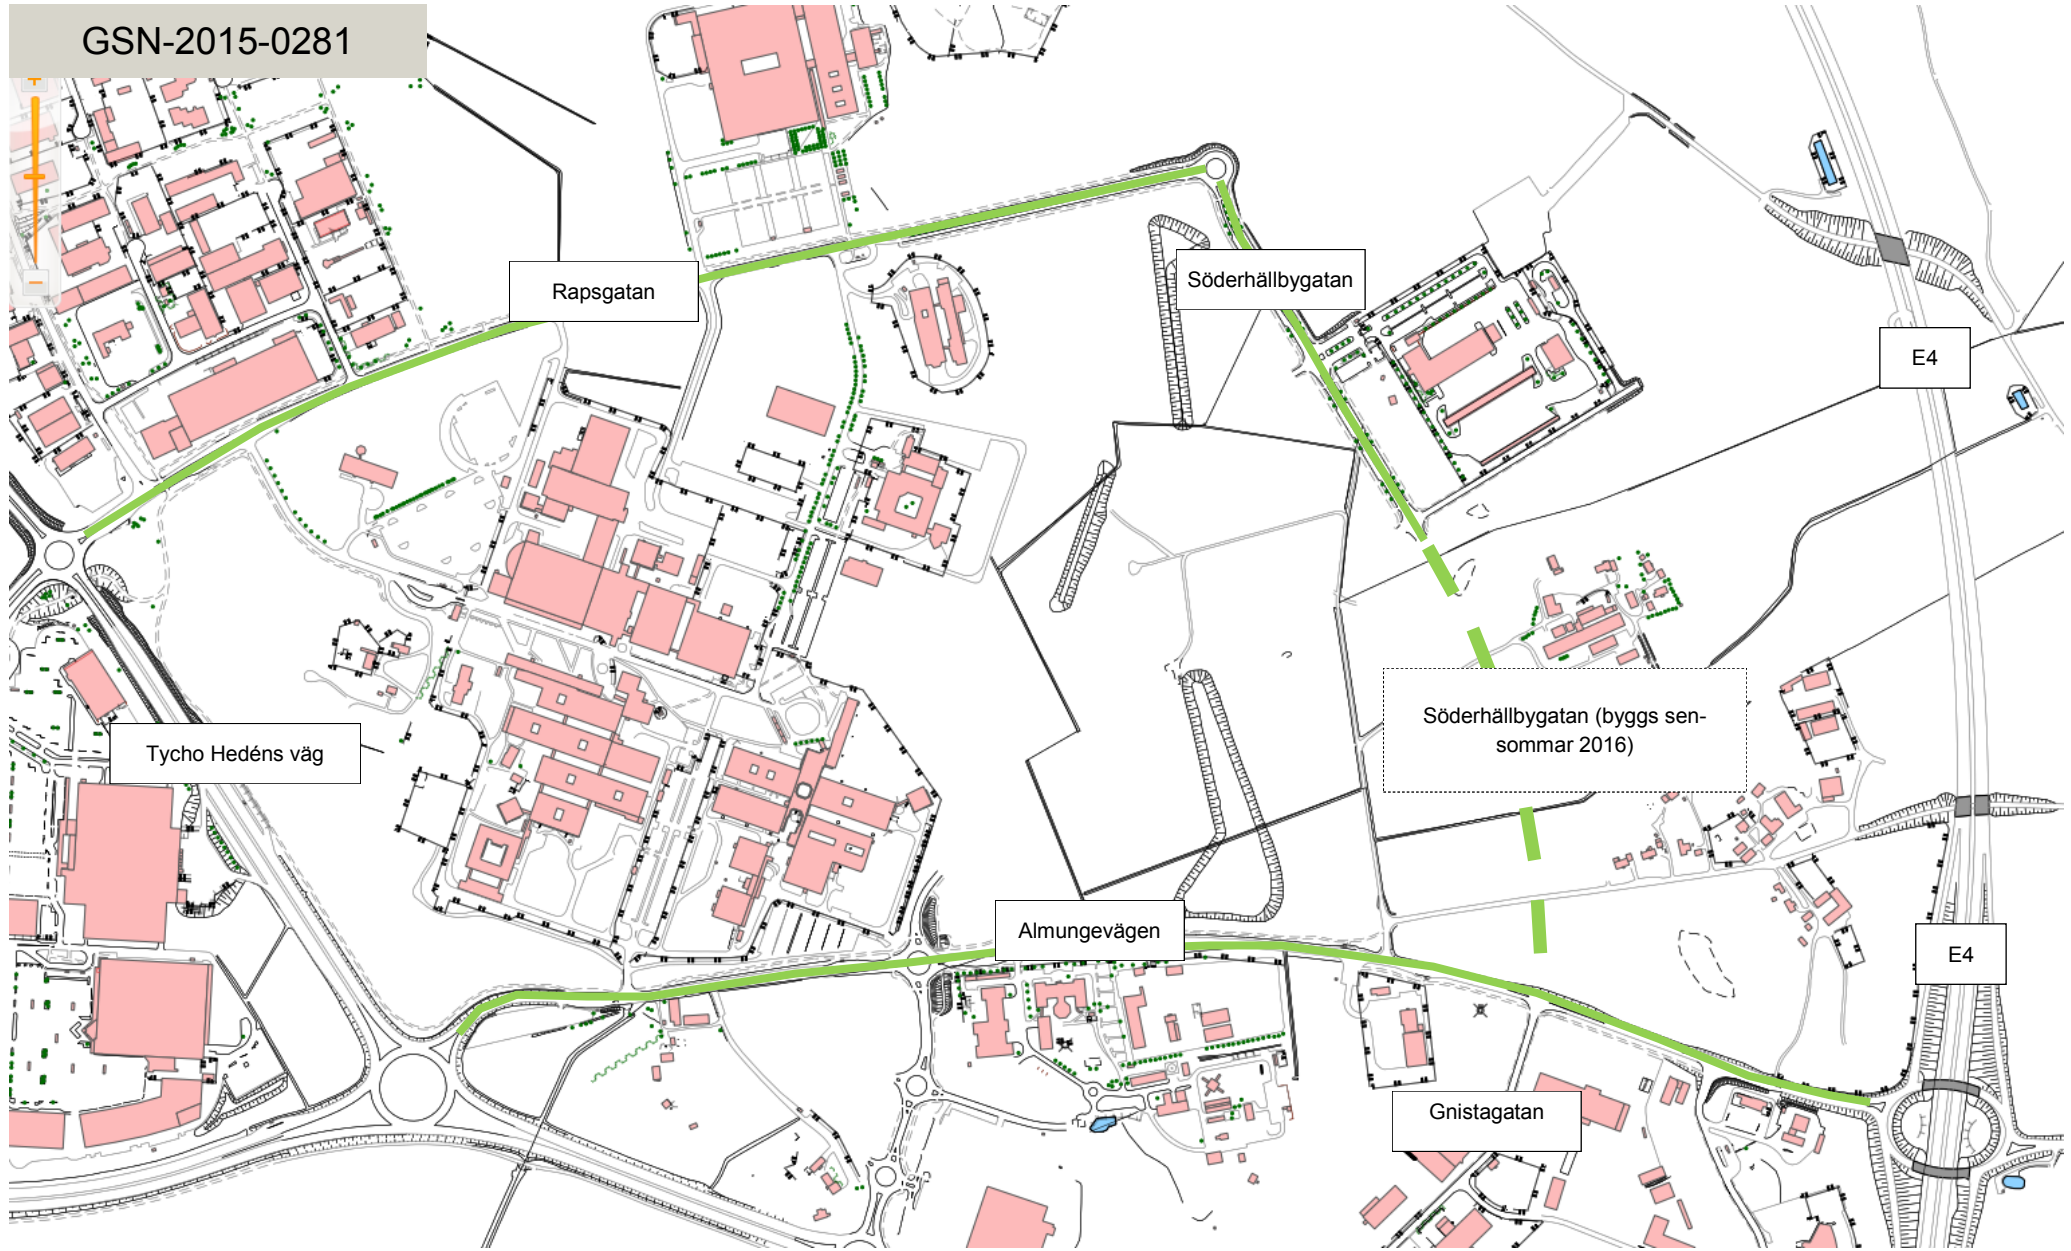 GSN-2015-0281
Rapsgatan
Söderhällbygatan
E4
Söderhällbygatan (byggs sen-
sommar 2016)
Tycho Hedéns väg
Almungevägen
E4
Gnistagatan